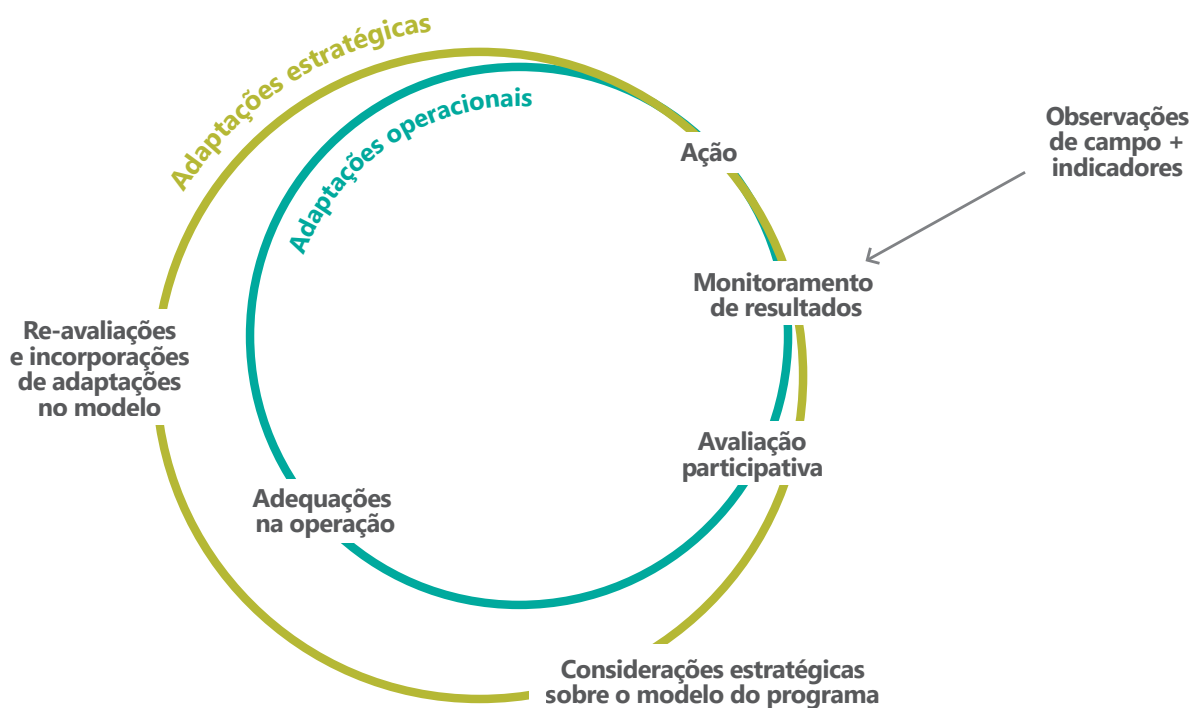 Adaptações estratégicas
Adaptações operacionais
Ação
Observações
de campo +
indicadores
Monitoramento
de resultados
Re-avaliações
e incorporações
de adaptações
no modelo
Avaliação
participativa
Adequações
na operação
Considerações estratégicas
sobre o modelo do programa